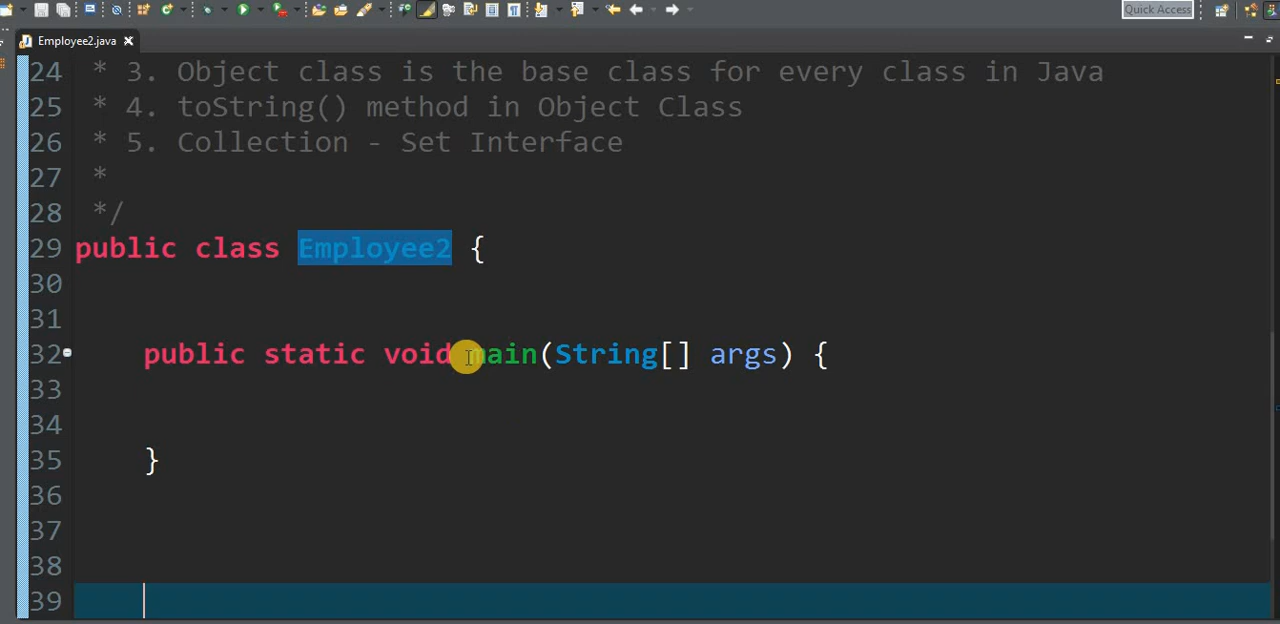 Quick Access
Employee2.java
24 * 3. Object class is the base class for every class in Java
25 * 4. toString() method in Object Class
26 * 5. Collection - Set Interface
27 *
28 */
29 public class Employee2 {
30
31
32 public static void main(String[] args) {
33
34
35 }
36
37
38
39